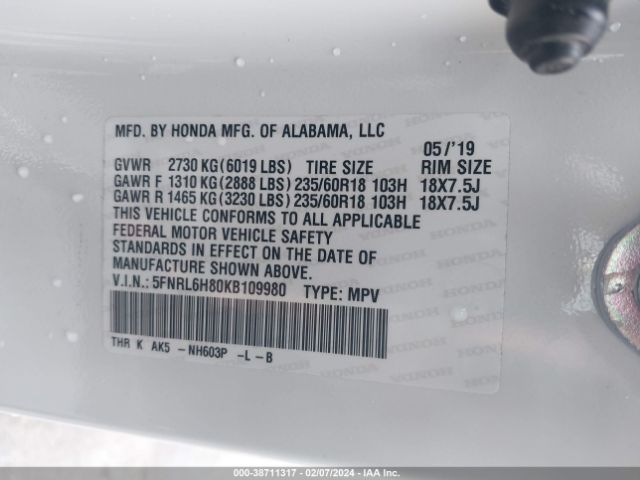 MFD. BY HONDA MFG. OF ALABAMA, LLC
05/'19
GVWR 2730 KG (6019 LBS) TIRE SIZE RIM SIZE
GAWR F 1310 KG (2888 LBS) 235/60R18 103H 18X7.5J
GAWR R 1465 KG (3230 LBS) 235/60R18 103H 18X7.5J
THIS VEHICLE CONFORMS TO ALL APPLICABLE
FEDERAL MOTOR VEHICLE SAFETY
STANDARDS IN EFFECT ON THE DATE OF
MANUFACTURE SHOWN ABOVE.
V.I.N.: 5FNRL6H80KB109980 TYPE: MPV
THR K AK5 -NH603P -L-B
000-38711317 - 02/07/2024 - IAA Inc.